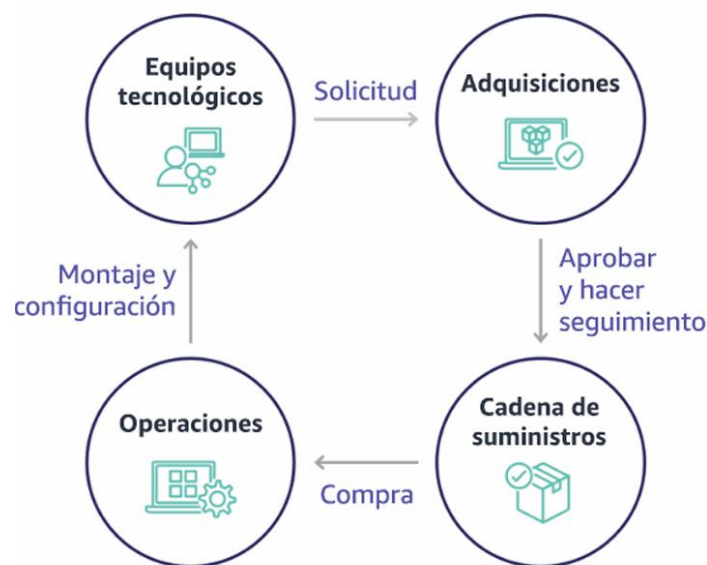 Equipos
tecnológicos
Solicitud
Adquisiciones
Aprobar
y hacer
seguimiento
Cadena de
suministros
Compra
Operaciones
Montaje y
configuración